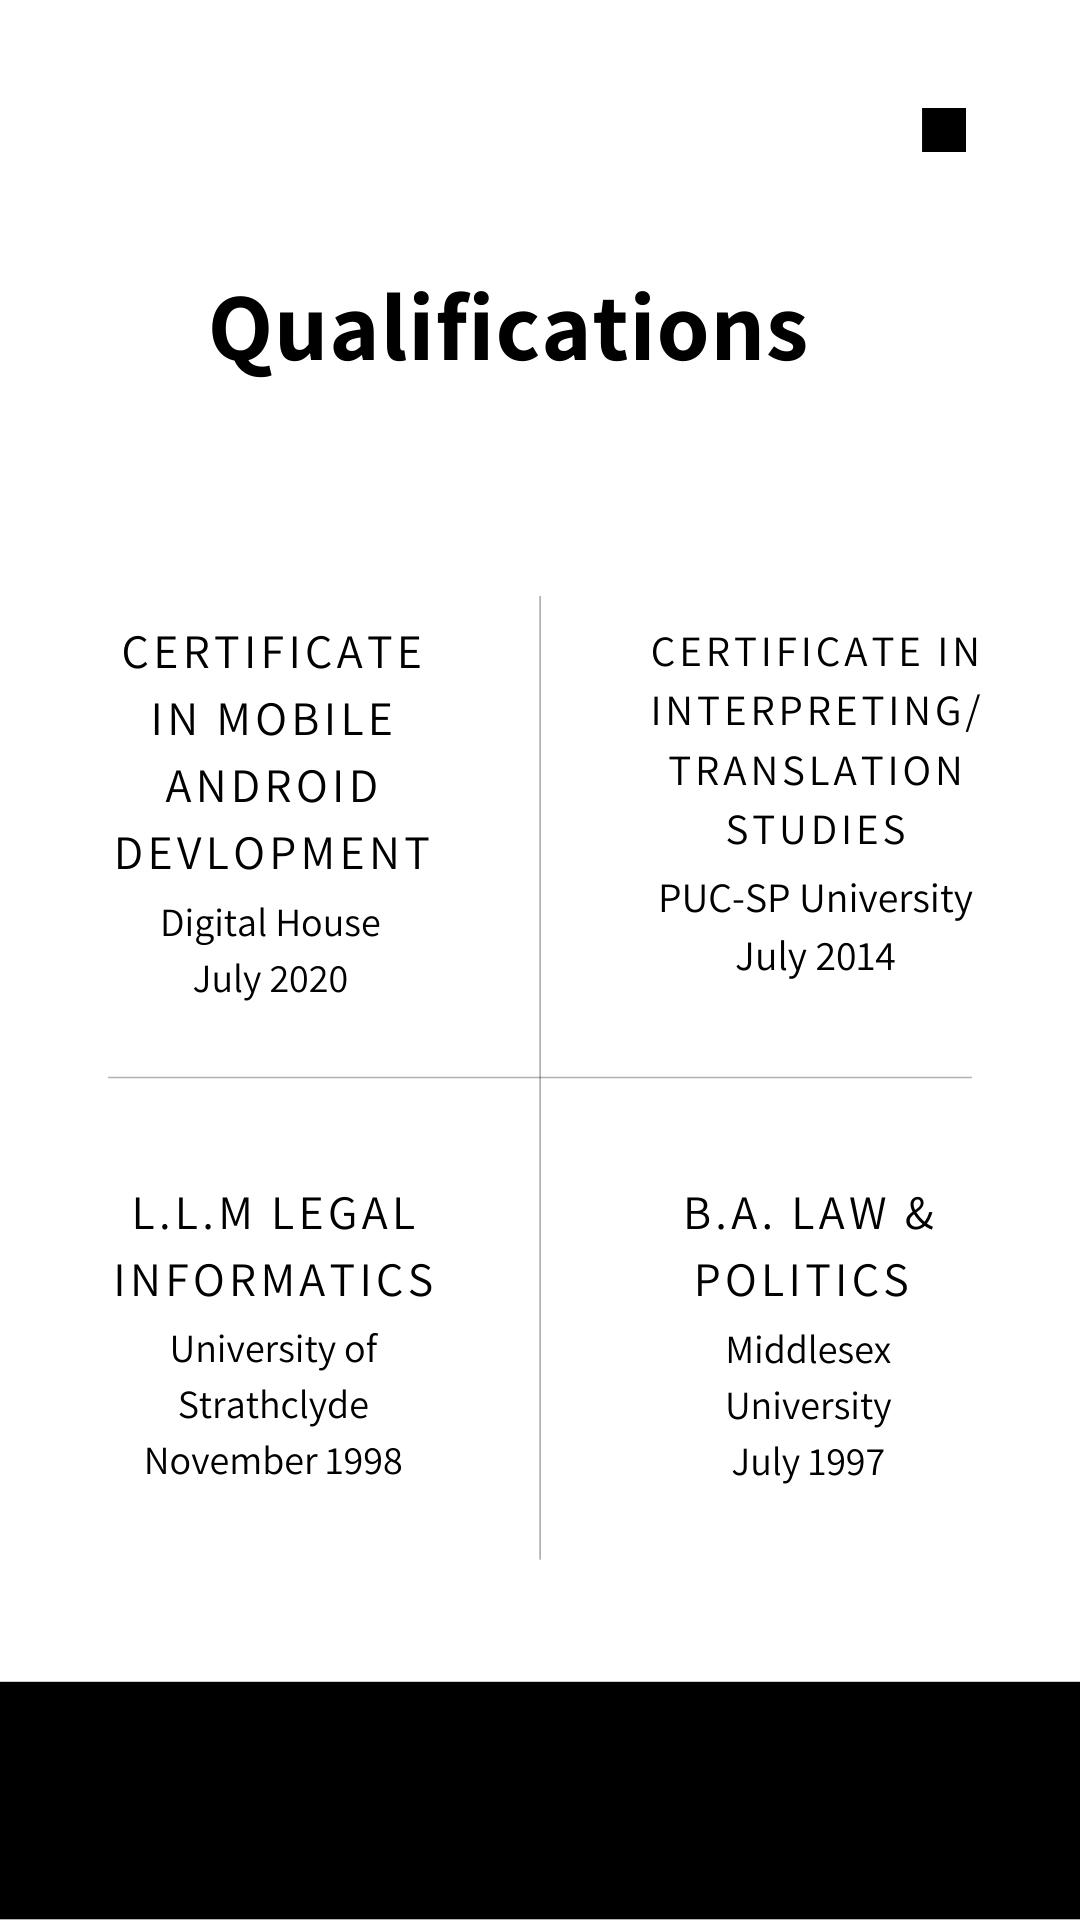 Qualifications
CERTIFICATE
IN MOBILE
ANDROID
DEVLOPMENT
Digital House
July 2020
CERTIFICATE IN
INTERPRETING/
TRANSLATION
STUDIES
PUC-SP University
July 2014
L.L.M LEGAL
INFORMATICS
University of
Strathclyde
November 1998
B.A. LAW &
POLITICS
Middlesex
University
July 1997